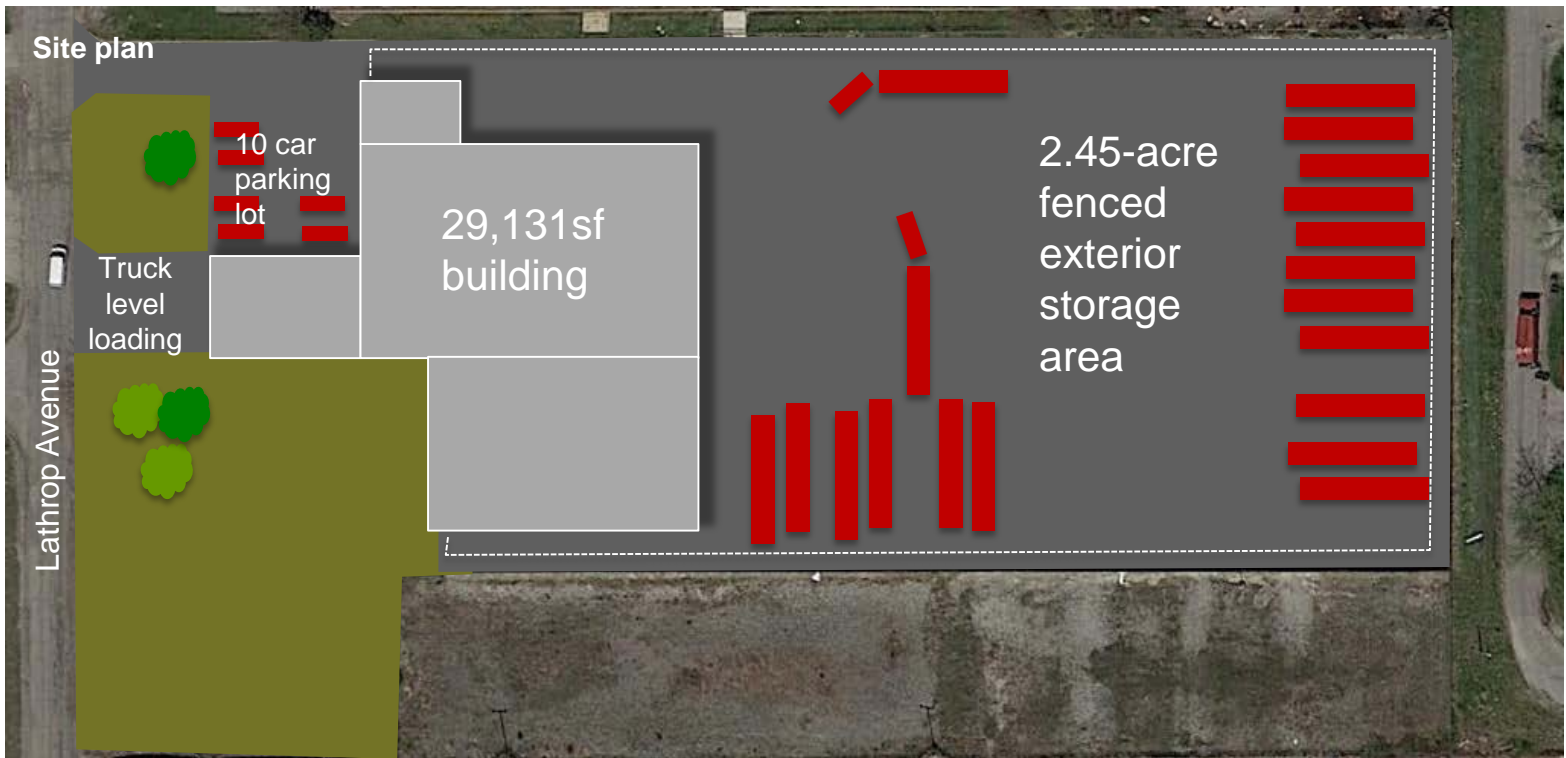 Site plan
10 car
parking
lot
29,131sf
building
2.45-acre
fenced
exterior
storage
area
Truck
level
loading
Lathrop Avenue